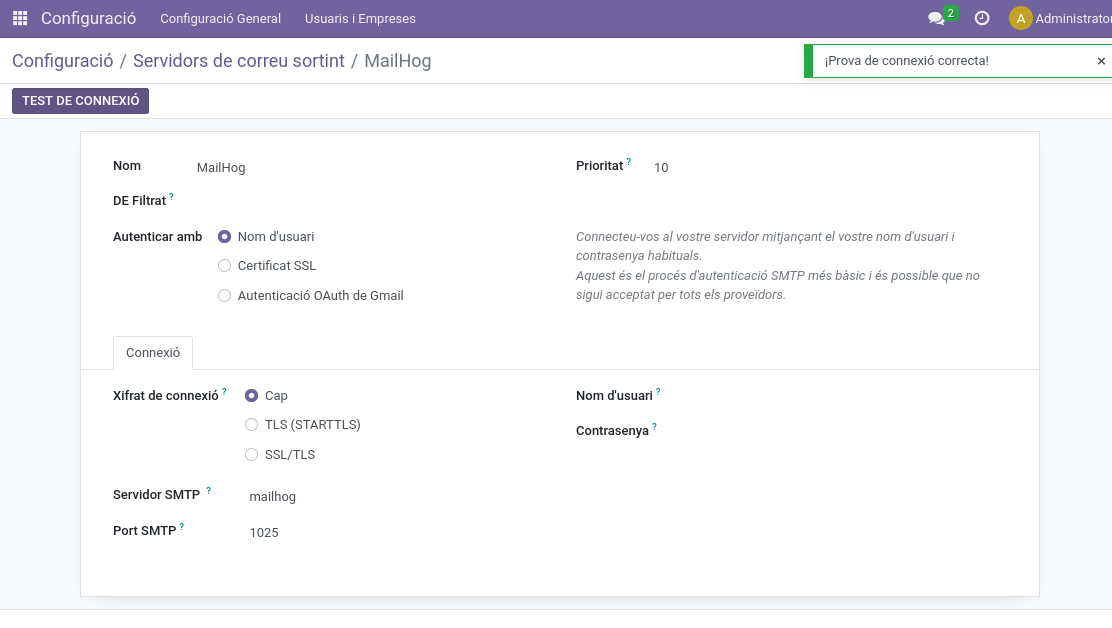 Configuració Configuració General Usuaris i Empreses 2 A Administrator
Configuració / Servidors de correu sortint / MailHog
¡Prova de connexió correcta! ×
TEST DE CONNEXIÓ
Nom MailHog
Prioritat ? 10
DE Filtrat ?
Autenticar amb Nom d'usuari
Certificat SSL
Autenticació OAuth de Gmail
Connecteu-vos al vostre servidor mitjançant el vostre nom d'usuari i
contrasenya habituals.
Aquest és el procés d'autenticació SMTP més bàsic i és possible que no
sigui acceptat per tots els proveïdors.
Connexió
Xifrat de connexió ? Cap
TLS (STARTTLS)
SSL/TLS
Nom d'usuari ?
Contrasenya ?
Servidor SMTP ? mailhog
Port SMTP ? 1025